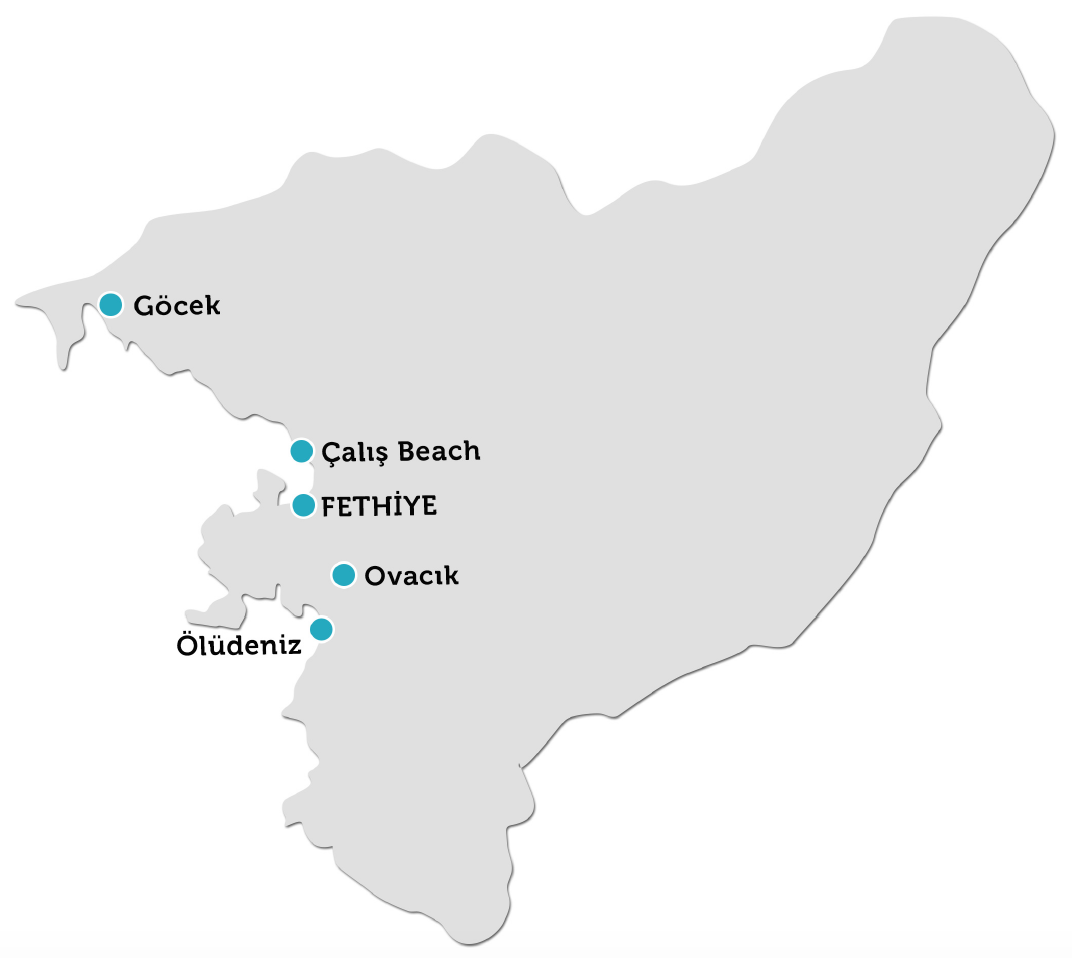 Göcek
Çalış Beach
FETHİYE
Ovacık
Ölüdeniz